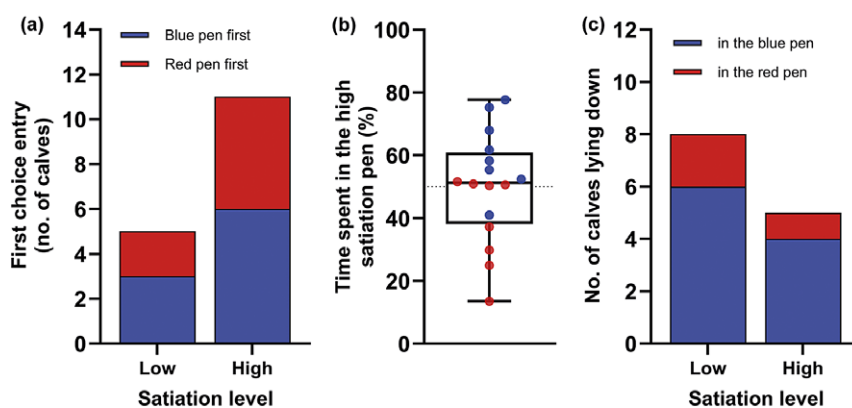 (a)
Blue pen first
Red pen first
14
12
10
8
6
4
2
0
First choice entry
(no. of calves)
Low
High
Satiation level
(b)
100
80
60
40
20
0
Time spent in the high
satiation pen (%)
(c)
in the blue pen
in the red pen
12
10
8
6
4
2
0
No. of calves lying down
Low
High
Satiation level